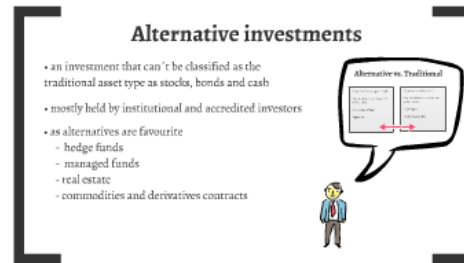 Alternative investments
• an investment that can´t be classified as the
traditional asset type as stocks, bonds and cash
• mostly held by institutional and accredited investors
• as alternatives are favourite
- hedge funds
- managed funds
- real estate
- commodities and derivatives contracts
Alternative vs. Traditional